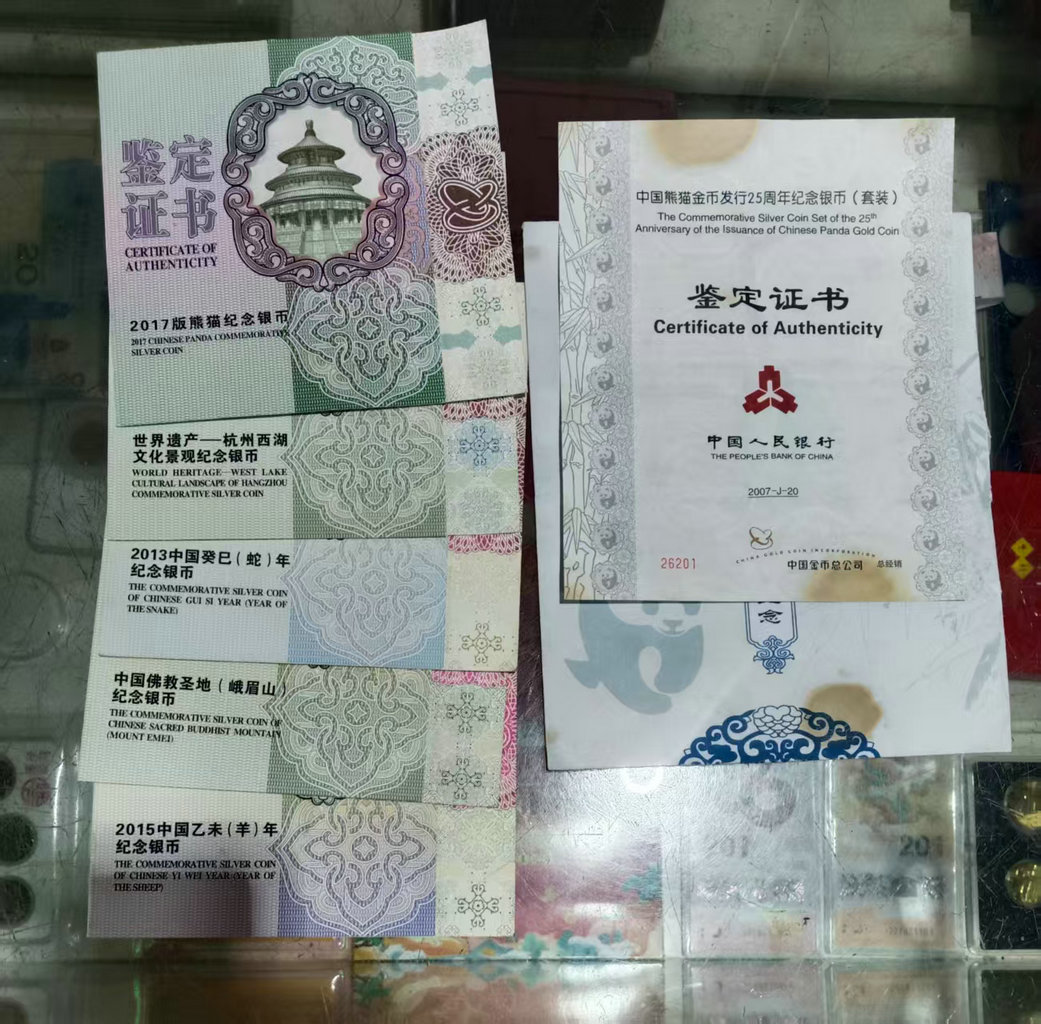 鉴定
证书
CERTIFICATE OF
AUTHENTICITY
2017版熊猫纪念银币
2017 CHINESE PANDA COMMEMORATIVE
SILVER COIN
世界遗产——杭州西湖
文化景观纪念银币
WORLD HERITAGE—WEST LAKE
CULTURAL LANDSCAPE OF HANGZHOU
COMMEMORATIVE SILVER COIN
2013中国癸巳(蛇)年
纪念银币
THE COMMEMORATIVE SILVER COIN
OF CHINESE GUI SI YEAR (YEAR OF
THE SNAKE)
中国佛教圣地(峨眉山)
纪念银币
THE COMMEMORATIVE SILVER COIN OF
CHINESE SACRED BUDDHIST MOUNTAIN
(MOUNT EMEI)
2015中国乙未(羊)年
纪念银币
THE COMMEMORATIVE SILVER COIN
OF CHINESE YI WEI YEAR (YEAR OF
THE SHEEP)
中国熊猫金币发行25周年纪念银币(套装)
The Commemorative Silver Coin Set of the 25th
Anniversary of the Issuance of Chinese Panda Gold Coin
鉴定证书
Certificate of Authenticity
中国人民银行
THE PEOPLE'S BANK OF CHINA
2007-J-20
CHINA GOLD COIN INCORPORATION
26201
中国金币总公司 总经销
念